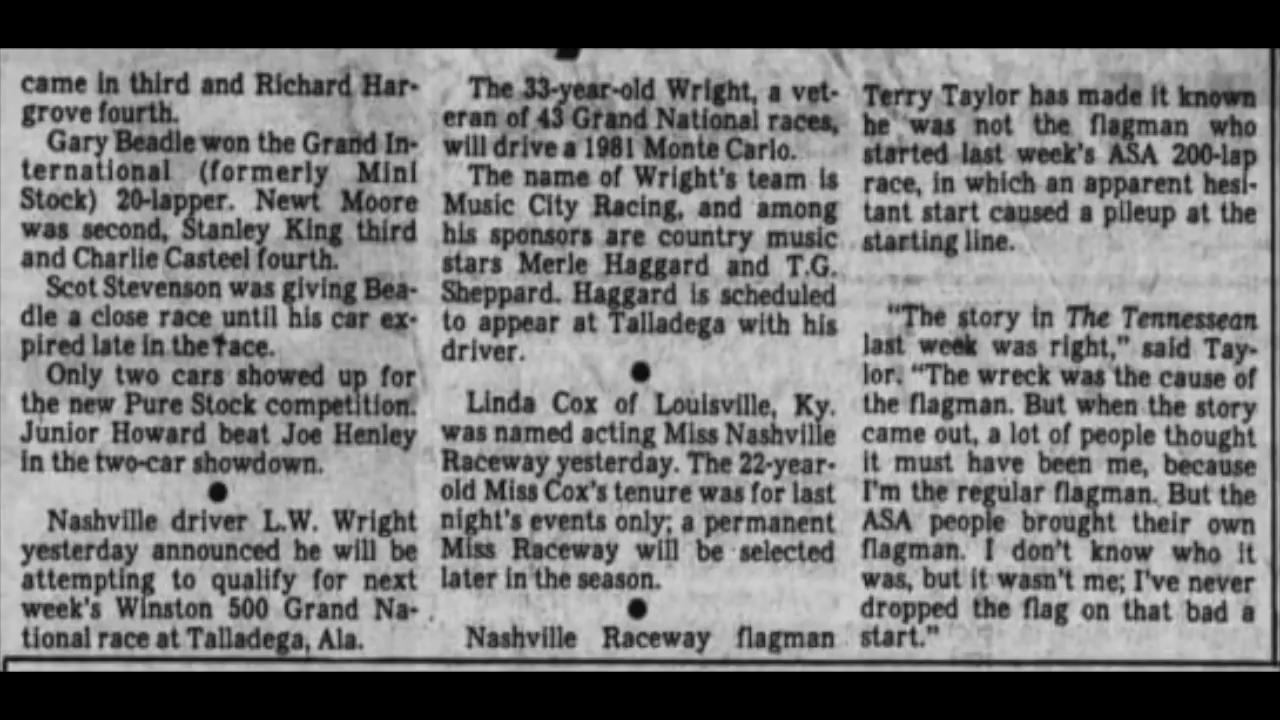 came in third and Richard Har-
grove fourth.
Gary Beadle won the Grand In-
ternational (formerly Mini
Stock) 20-lapper. Newt Moore
was second, Stanley King third
and Charlie Casteel fourth.
Scot Stevenson was giving Bea-
dle a close race until his car ex-
pired late in the race.
Only two cars showed up for
the new Pure Stock competition.
Junior Howard beat Joe Henley
in the two-car showdown.
Nashville driver L.W. Wright
yesterday announced he will be
attempting to qualify for next
week's Winston 500 Grand Na-
tional race at Talladega, Ala.
The 33-year-old Wright, a vet-
eran of 43 Grand National races,
will drive a 1981 Monte Carlo.
The name of Wright's team is
Music City Racing, and among
his sponsors are country music
stars Merle Haggard and T.G.
Sheppard. Haggard is scheduled
to appear at Talladega with his
driver.
Linda Cox of Louisville, Ky.
was named acting Miss Nashville
Raceway yesterday. The 22-year-
old Miss Cox's tenure was for last
night's events only; a permanent
Miss Raceway will be selected
later in the season.
Nashville Raceway flagman
Terry Taylor has made it known
he was not the flagman who
started last week's ASA 200-lap
race, in which an apparent hesi-
tant start caused a pileup at the
starting line.
"The story in The Tennessean
last week was right," said Tay-
lor. "The wreck was the cause of
the flagman. But when the story
came out, a lot of people thought
it must have been me, because
I'm the regular flagman. But the
ASA people brought their own
flagman. I don't know who it
was, but it wasn't me; I've never
dropped the flag on that bad a
start."